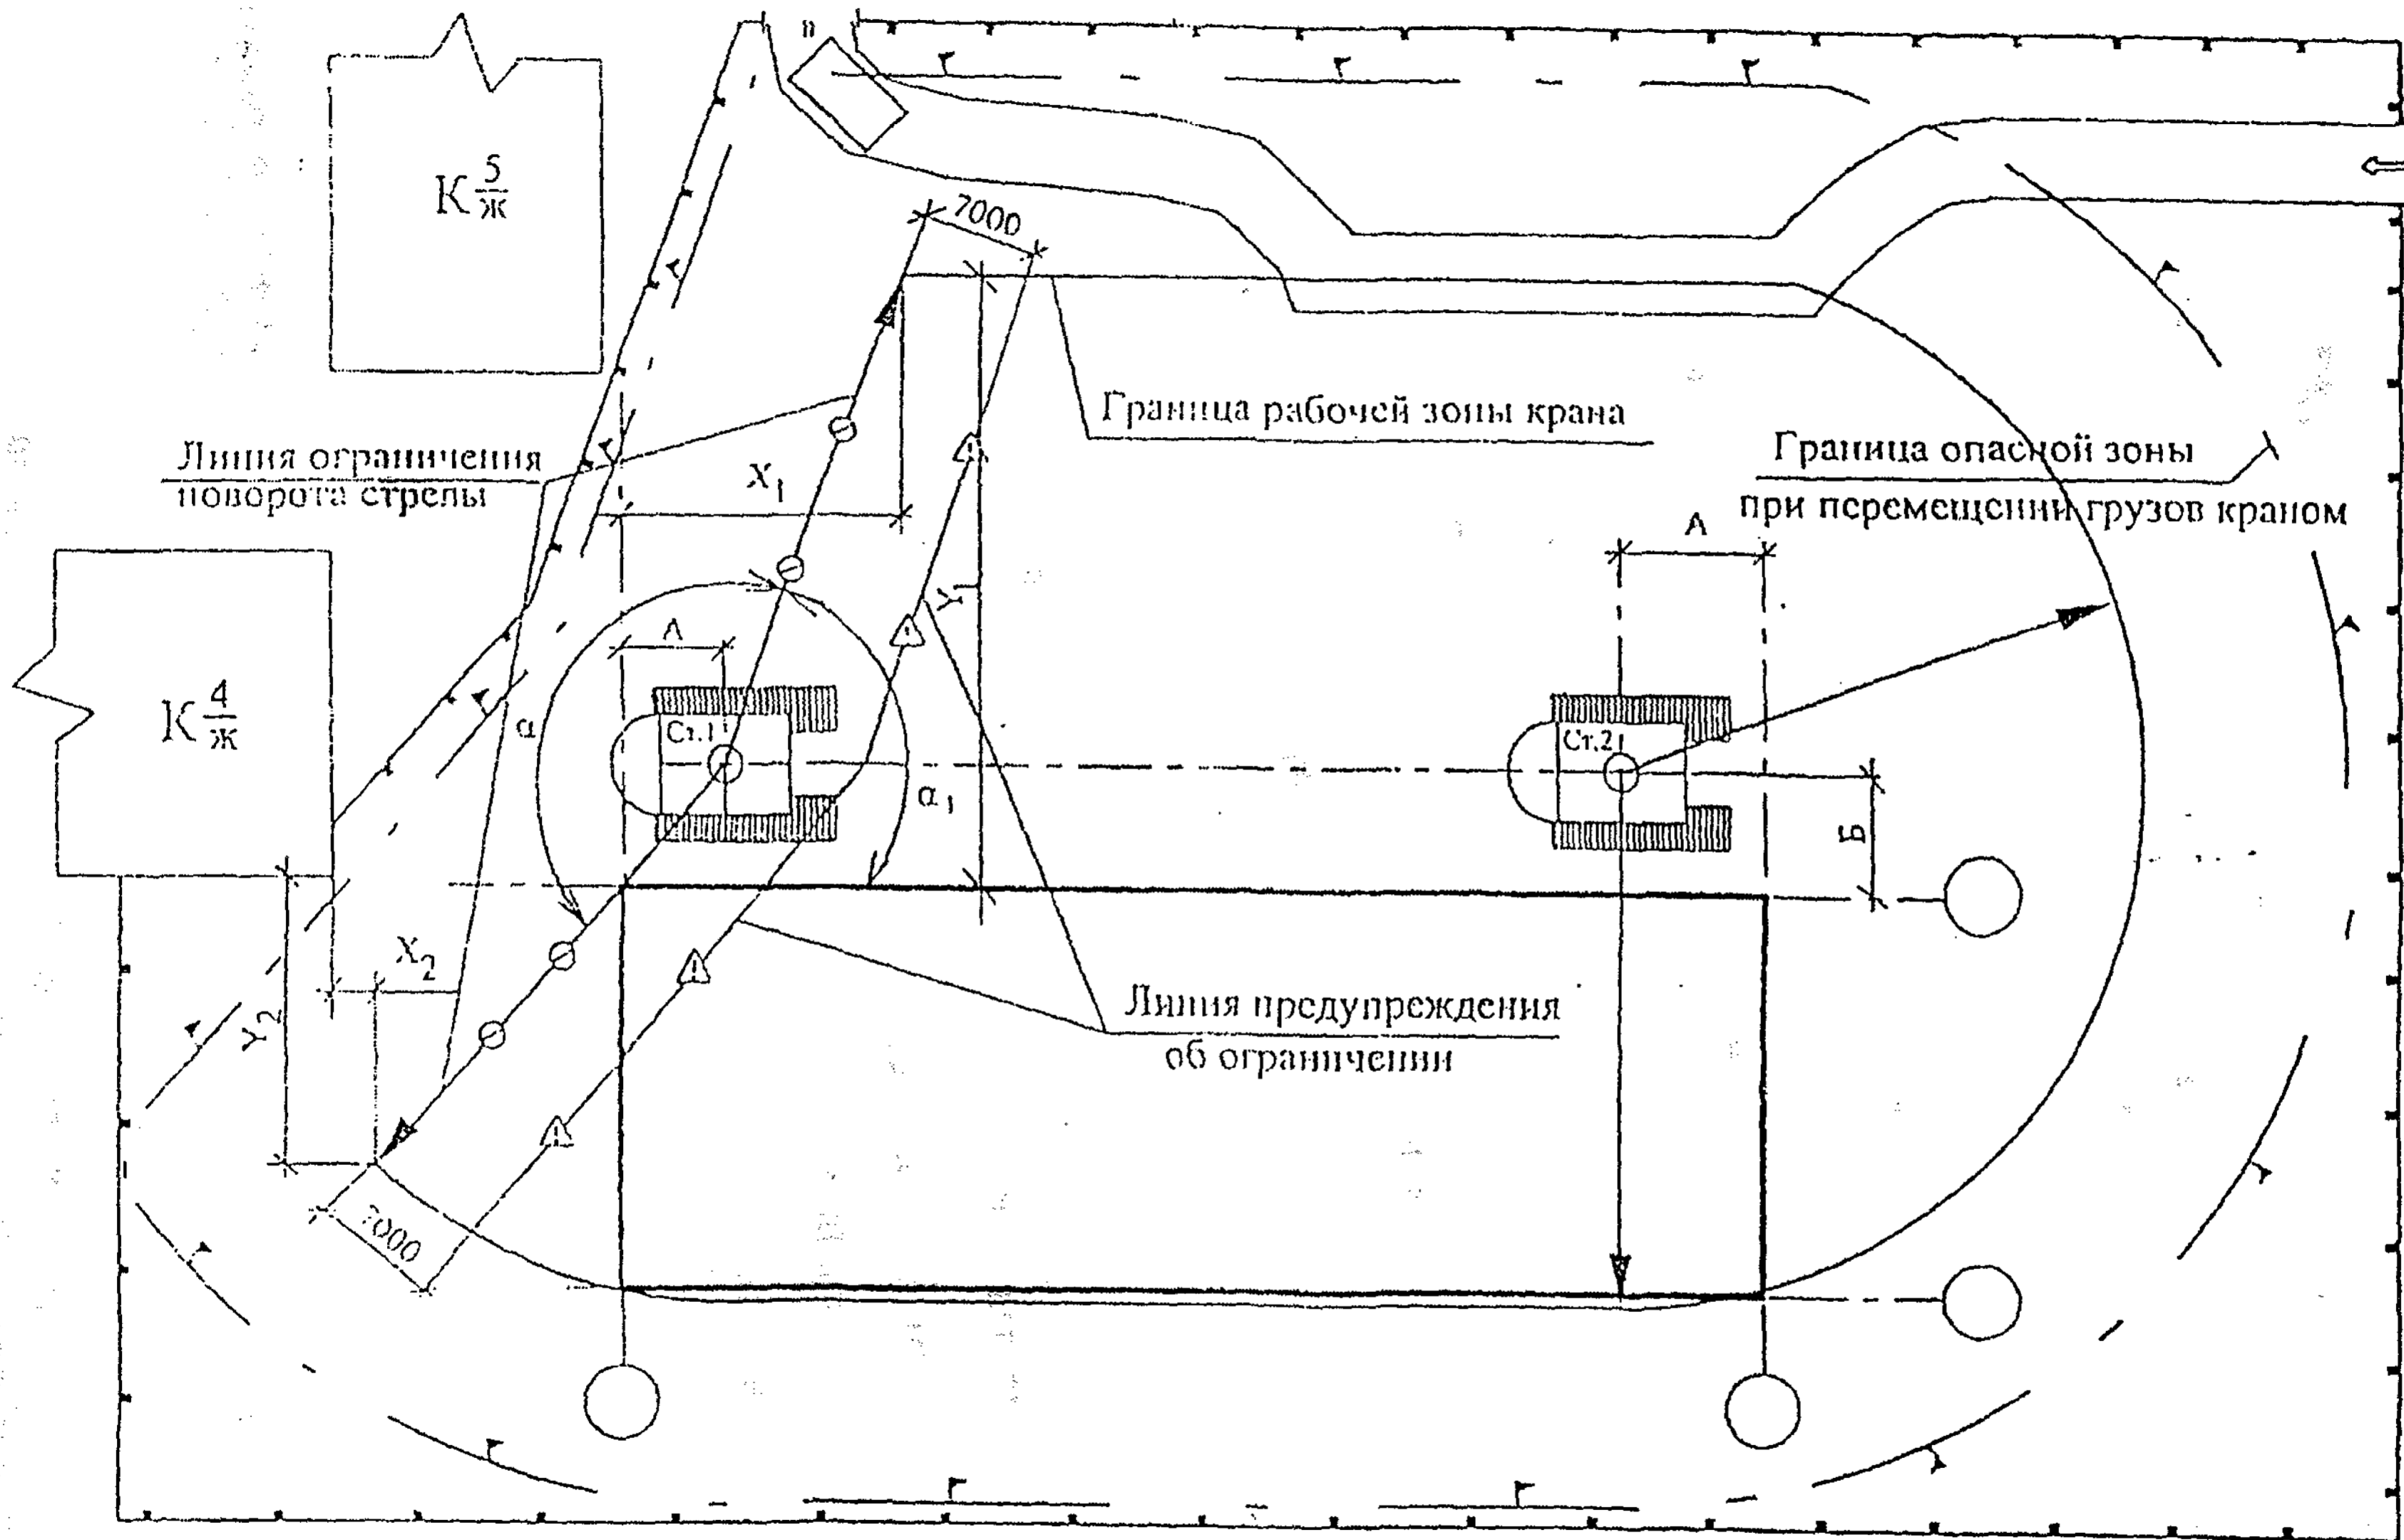 К 5/ж
7000
Граница рабочей зоны крана
Линия ограничения
поворота стрелы
Граница опасной зоны
при перемещении грузов краном
X₁
А
Y₁
А
К 4/ж
α
Ст.1
Ст.2
α₁
Б
X₂
Y₂
Линия предупреждения
об ограничении
7000